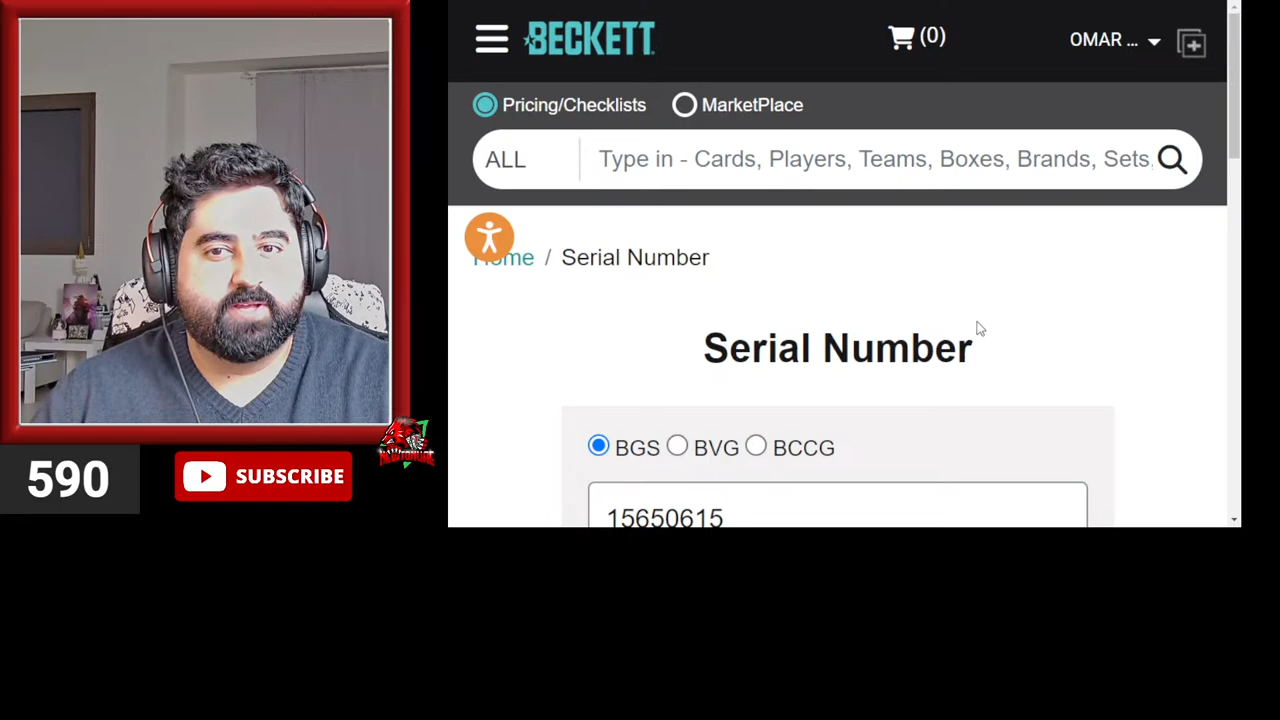 BECKETT
(0)
OMAR ...
Pricing/Checklists
MarketPlace
ALL
Type in - Cards, Players, Teams, Boxes, Brands, Sets,
Home / Serial Number
Serial Number
BGS
BVG
BCCG
15650615
590
SUBSCRIBE